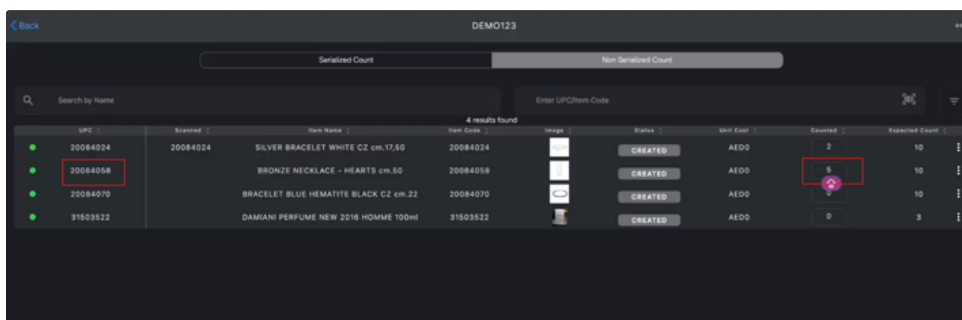 Back DEMO123
Serialized Count Non Serialized Count
Search by Name Enter UPC/Item Code
4 results found
UPC Scanned Item Name Item Code Image Status Unit Cost Counted Expected Count
20084024 20084024 SILVER BRACELET WHITE CZ cm.17,50 20084024 CREATED AED0 2 10
20084058 BRONZE NECKLACE - HEARTS cm.50 20084058 CREATED AED0 5 10
20084070 BRACELET BLUE HEMATITE BLACK CZ cm.22 20084070 CREATED AED0 0 10
31503522 DAMIANI PERFUME NEW 2016 HOMME 100ml 31503522 CREATED AED0 0 3